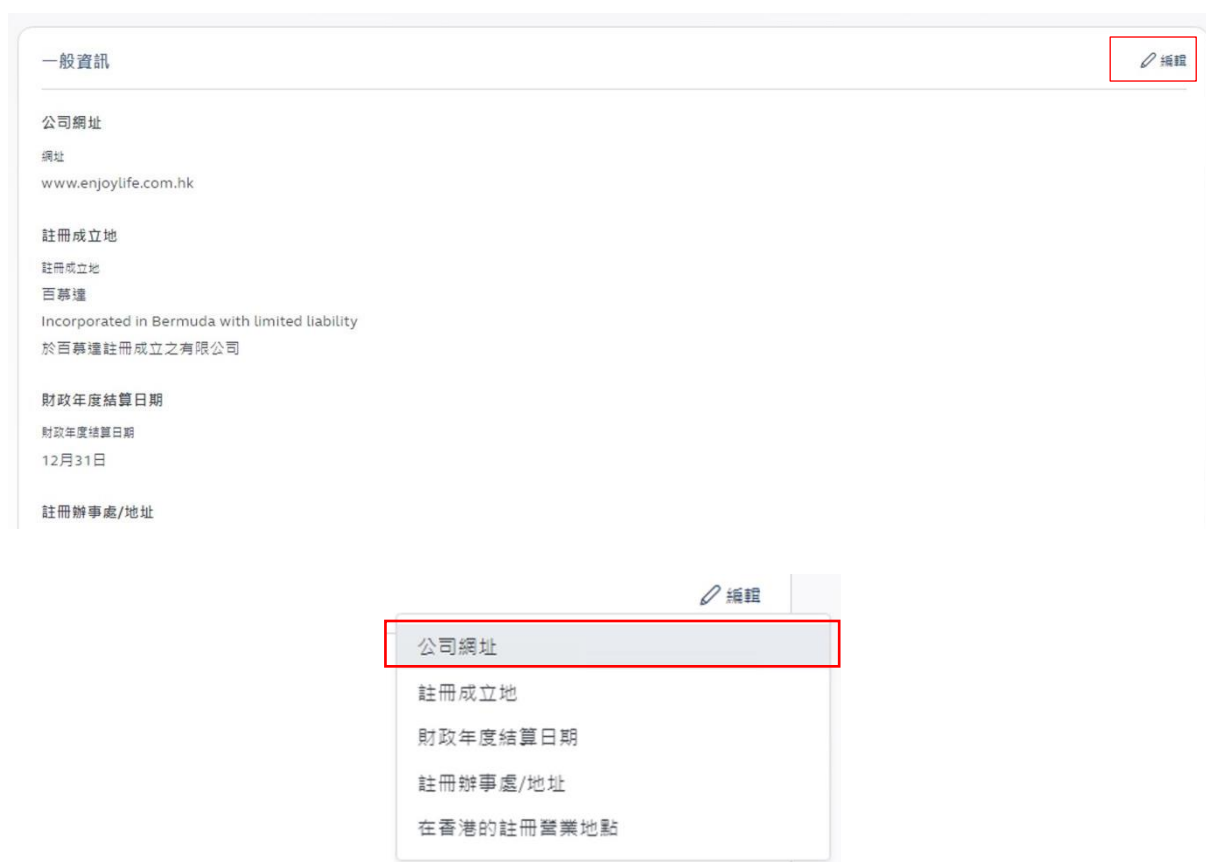 一般資訊
編輯
公司網址
網址
www.enjoylife.com.hk
註冊成立地
註冊成立地
百慕達
Incorporated in Bermuda with limited liability
於百慕達註冊成立之有限公司
財政年度結算日期
財政年度結算日期
12月31日
註冊辦事處/地址
編輯
公司網址
註冊成立地
財政年度結算日期
註冊辦事處/地址
在香港的註冊營業地點